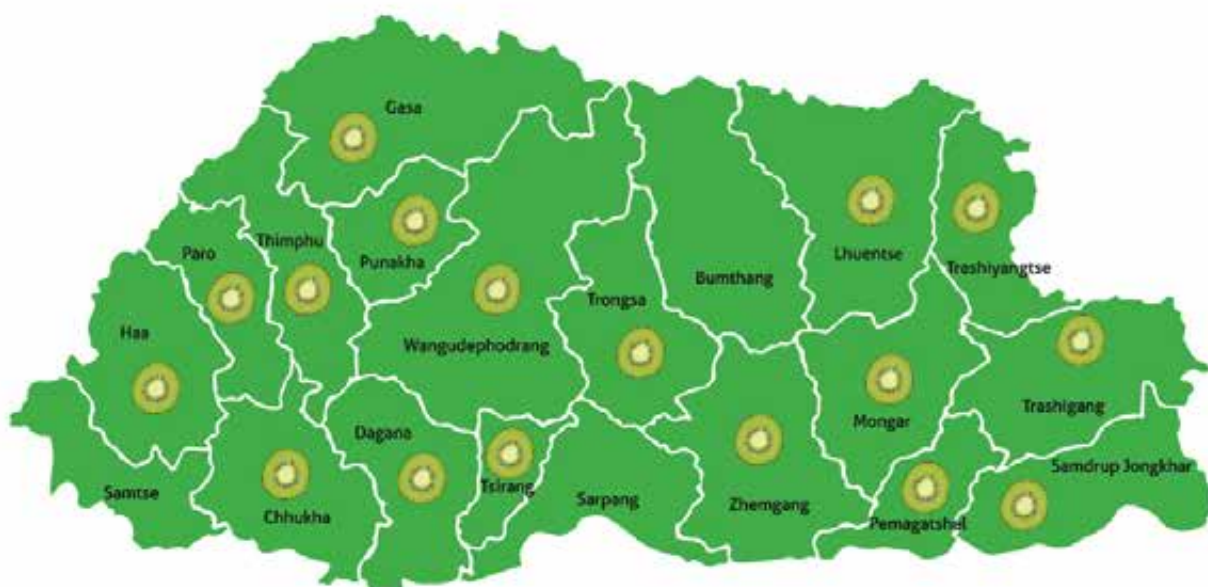 Gasa
Thimphu
Paro
Punakha
Haa
Wangudephodrang
Trongsa
Bumthang
Lhuentse
Trashiyangtse
Samtse
Chhukha
Dagana
Tsirang
Sarpang
Zhemgang
Mongar
Trashigang
Pemagatshel
Samdrup Jongkhar